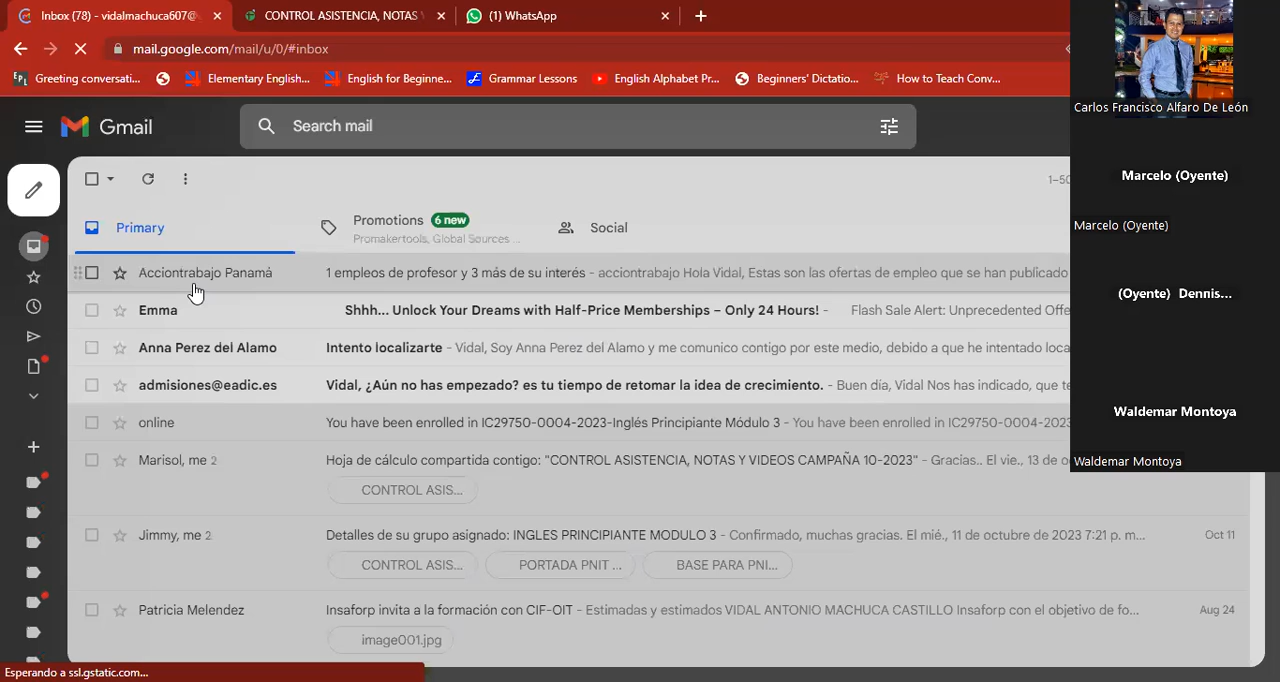 Inbox (78) - vidalmachuca607@
CONTROL ASISTENCIA, NOTAS Y
(1) WhatsApp
mail.google.com/mail/u/0/#inbox
Greeting conversati...
Elementary English...
English for Beginne...
Grammar Lessons
English Alphabet Pr...
Beginners' Dictatio...
How to Teach Conv...
Gmail
Search mail
1–50
Primary
Promotions 6 new
Promakertools, Global Sources ...
Social
Acciontrabajo Panamá 1 empleos de profesor y 3 más de su interés - acciontrabajo Hola Vidal, Estas son las ofertas de empleo que se han publicado
Emma Shhh... Unlock Your Dreams with Half-Price Memberships – Only 24 Hours! - Flash Sale Alert: Unprecedented Offe
Anna Perez del Alamo Intento localizarte - Vidal, Soy Anna Perez del Alamo y me comunico contigo por este medio, debido a que he intentado loca
admisiones@eadic.es Vidal, ¿Aún no has empezado? es tu tiempo de retomar la idea de crecimiento. - Buen día, Vidal Nos has indicado, que te
online You have been enrolled in IC29750-0004-2023-Inglés Principiante Módulo 3 - You have been enrolled in IC29750-0004-2023
Marisol, me 2 Hoja de cálculo compartida contigo: "CONTROL ASISTENCIA, NOTAS Y VIDEOS CAMPAÑA 10-2023" - Gracias.. El vie., 13 de o
CONTROL ASIS...
Jimmy, me 2 Detalles de su grupo asignado: INGLES PRINCIPIANTE MODULO 3 - Confirmado, muchas gracias. El mié., 11 de octubre de 2023 7:21 p. m... Oct 11
CONTROL ASIS... PORTADA PNIT ... BASE PARA PNI...
Patricia Melendez Insaforp invita a la formación con CIF-OIT - Estimadas y estimados VIDAL ANTONIO MACHUCA CASTILLO Insaforp con el objetivo de fo... Aug 24
image001.jpg
Esperando a ssl.gstatic.com...
Carlos Francisco Alfaro De León
Marcelo (Oyente)
Marcelo (Oyente)
(Oyente) Dennis...
Waldemar Montoya
Waldemar Montoya